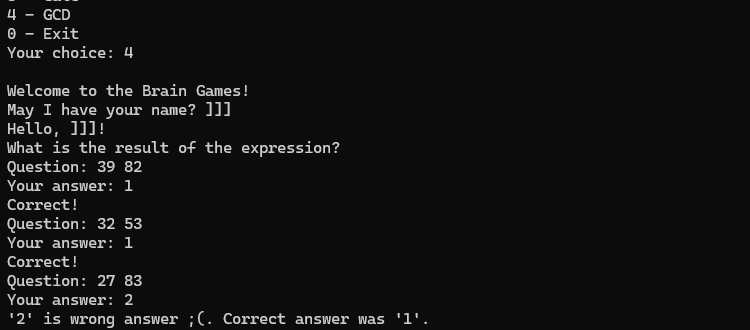 4 - GCD
0 - Exit
Your choice: 4
Welcome to the Brain Games!
May I have your name? ]]]
Hello, ]]]!
What is the result of the expression?
Question: 39 82
Your answer: 1
Correct!
Question: 32 53
Your answer: 1
Correct!
Question: 27 83
Your answer: 2
'2' is wrong answer ;(. Correct answer was '1'.